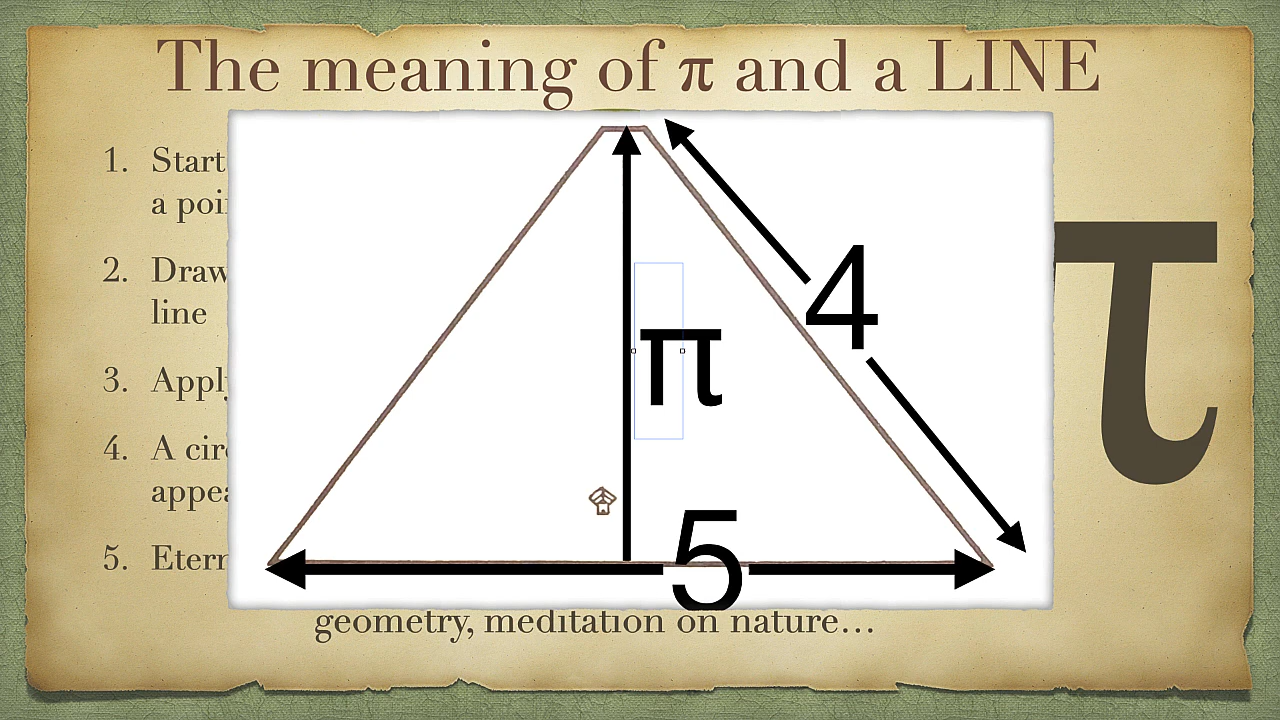 The meaning of π and a LINE
1. Start
a poi
2. Draw
line
3. Apply
4. A cir
appea
5. Etern
π
4
5
π
geometry, meditation on nature…